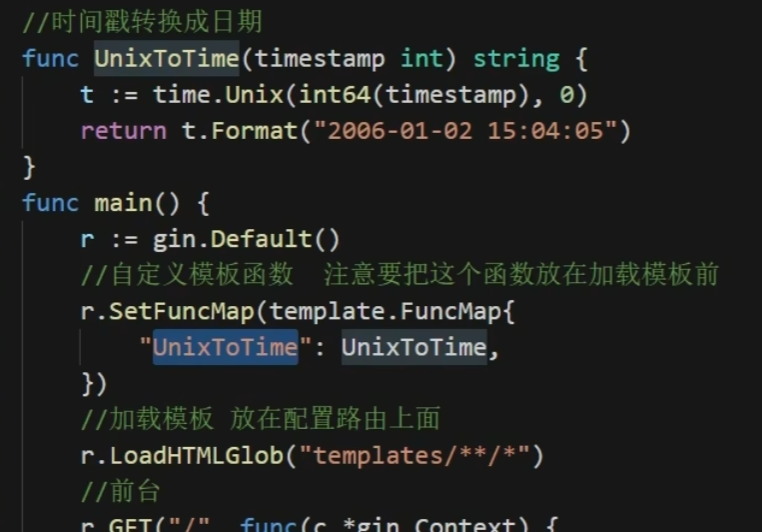 //时间戳转换成日期
func UnixToTime(timestamp int) string {
    t := time.Unix(int64(timestamp), 0)
    return t.Format("2006-01-02 15:04:05")
}
func main() {
    r := gin.Default()
    //自定义模板函数  注意要把这个函数放在加载模板前
    r.SetFuncMap(template.FuncMap{
        "UnixToTime": UnixToTime,
    })
    //加载模板 放在配置路由上面
    r.LoadHTMLGlob("templates/**/*")
    //前台
    r.GET("/", func(c *gin.Context) {